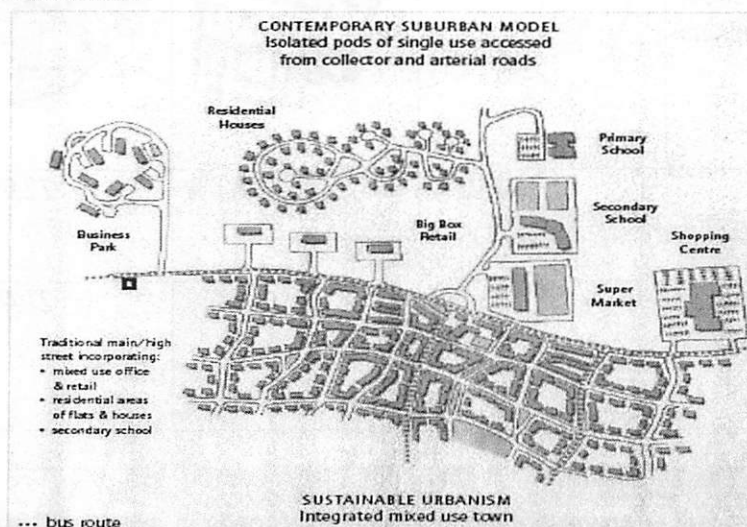 CONTEMPORARY SUBURBAN MODEL
Isolated pods of single use accessed
from collector and arterial roads
Residential
Houses
Primary
School
Business
Park
Big Box
Retail
Secondary
School
Shopping
Centre
Super
Market
Traditional main/high
street incorporating:
• mixed use office
& retail
• residential areas
of flats & houses
• secondary school
SUSTAINABLE URBANISM
Integrated mixed use town
••• bus route